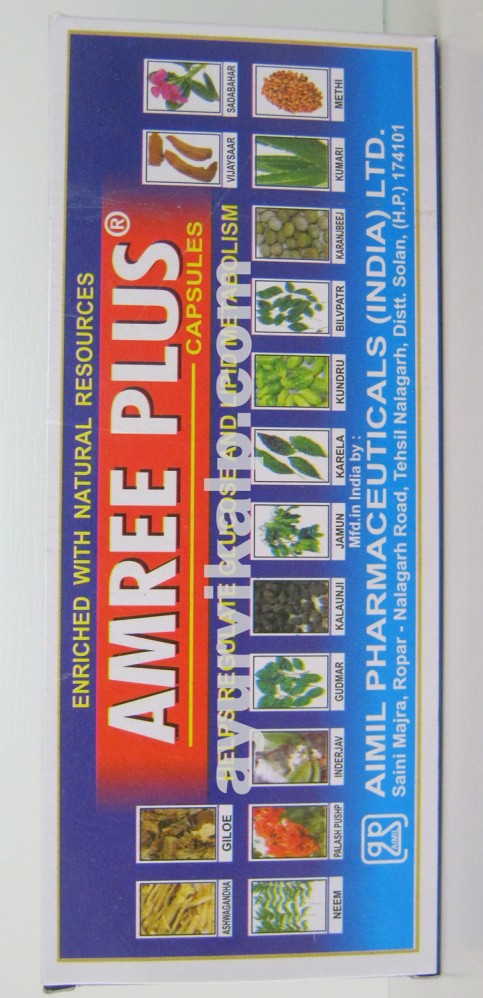 ENRICHED WITH NATURAL RESOURCES
AMREE PLUS®
CAPSULES
HELPS REGULATE GLUCOSE AND LIPID METABOLISM
ayurvikalp.com
ASHWAGANDHA
GILOE
VIJAYSAAR
SADABAHAR
NEEM
PALASH PUSHP
INDERJAV
GUDMAR
KALAUNJI
JAMUN
KARELA
KUNDRU
BILVPATR
KARANJBEEJ
KUMARI
METHI
Mfd.in India by :
AIMIL
AIMIL PHARMACEUTICALS (INDIA) LTD.
Saini Majra, Ropar - Nalagarh Road, Tehsil Nalagarh, Distt. Solan, (H.P.) 174101